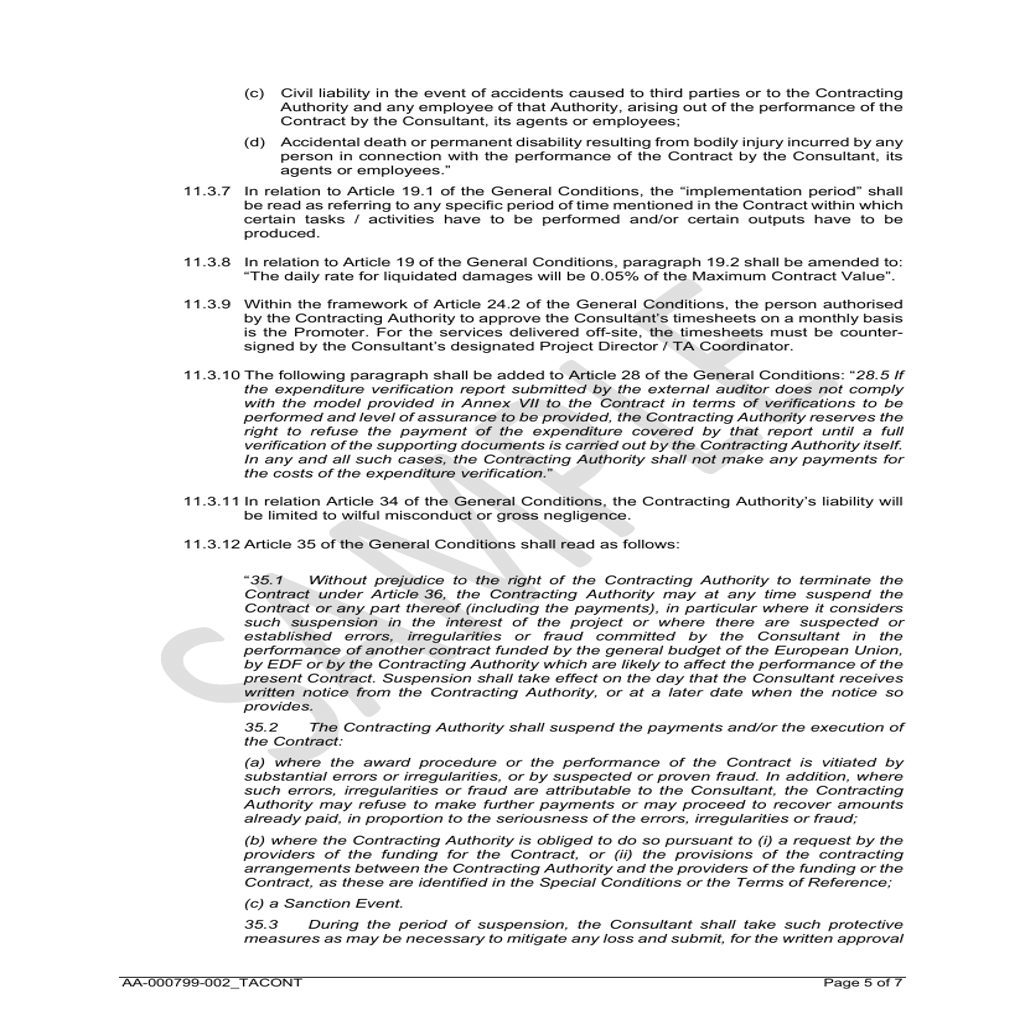 (c) Civil liability in the event of accidents caused to third parties or to the Contracting
Authority and any employee of that Authority, arising out of the performance of the
Contract by the Consultant, its agents or employees;
(d) Accidental death or permanent disability resulting from bodily injury incurred by any
person in connection with the performance of the Contract by the Consultant, its
agents or employees.”
11.3.7 In relation to Article 19.1 of the General Conditions, the “implementation period” shall
be read as referring to any specific period of time mentioned in the Contract within which
certain tasks / activities have to be performed and/or certain outputs have to be
produced.
11.3.8 In relation to Article 19 of the General Conditions, paragraph 19.2 shall be amended to:
“The daily rate for liquidated damages will be 0.05% of the Maximum Contract Value”.
11.3.9 Within the framework of Article 24.2 of the General Conditions, the person authorised
by the Contracting Authority to approve the Consultant’s timesheets on a monthly basis
is the Promoter. For the services delivered off-site, the timesheets must be counter-
signed by the Consultant’s designated Project Director / TA Coordinator.
11.3.10 The following paragraph shall be added to Article 28 of the General Conditions: “28.5 If
the expenditure verification report submitted by the external auditor does not comply
with the model provided in Annex VII to the Contract in terms of verifications to be
performed and level of assurance to be provided, the Contracting Authority reserves the
right to refuse the payment of the expenditure covered by that report until a full
verification of the supporting documents is carried out by the Contracting Authority itself.
In any and all such cases, the Contracting Authority shall not make any payments for
the costs of the expenditure verification.”
11.3.11 In relation Article 34 of the General Conditions, the Contracting Authority’s liability will
be limited to wilful misconduct or gross negligence.
11.3.12 Article 35 of the General Conditions shall read as follows:
“35.1 Without prejudice to the right of the Contracting Authority to terminate the
Contract under Article 36, the Contracting Authority may at any time suspend the
Contract or any part thereof (including the payments), in particular where it considers
such suspension in the interest of the project or where there are suspected or
established errors, irregularities or fraud committed by the Consultant in the
performance of another contract funded by the general budget of the European Union,
by EDF or by the Contracting Authority which are likely to affect the performance of the
present Contract. Suspension shall take effect on the day that the Consultant receives
written notice from the Contracting Authority, or at a later date when the notice so
provides.
35.2 The Contracting Authority shall suspend the payments and/or the execution of
the Contract:
(a) where the award procedure or the performance of the Contract is vitiated by
substantial errors or irregularities, or by suspected or proven fraud. In addition, where
such errors, irregularities or fraud are attributable to the Consultant, the Contracting
Authority may refuse to make further payments or may proceed to recover amounts
already paid, in proportion to the seriousness of the errors, irregularities or fraud;
(b) where the Contracting Authority is obliged to do so pursuant to (i) a request by the
providers of the funding for the Contract, or (ii) the provisions of the contracting
arrangements between the Contracting Authority and the providers of the funding or the
Contract, as these are identified in the Special Conditions or the Terms of Reference;
(c) a Sanction Event.
35.3 During the period of suspension, the Consultant shall take such protective
measures as may be necessary to mitigate any loss and submit, for the written approval
AA-000799-002_TACONT Page 5 of 7
SAMPLE